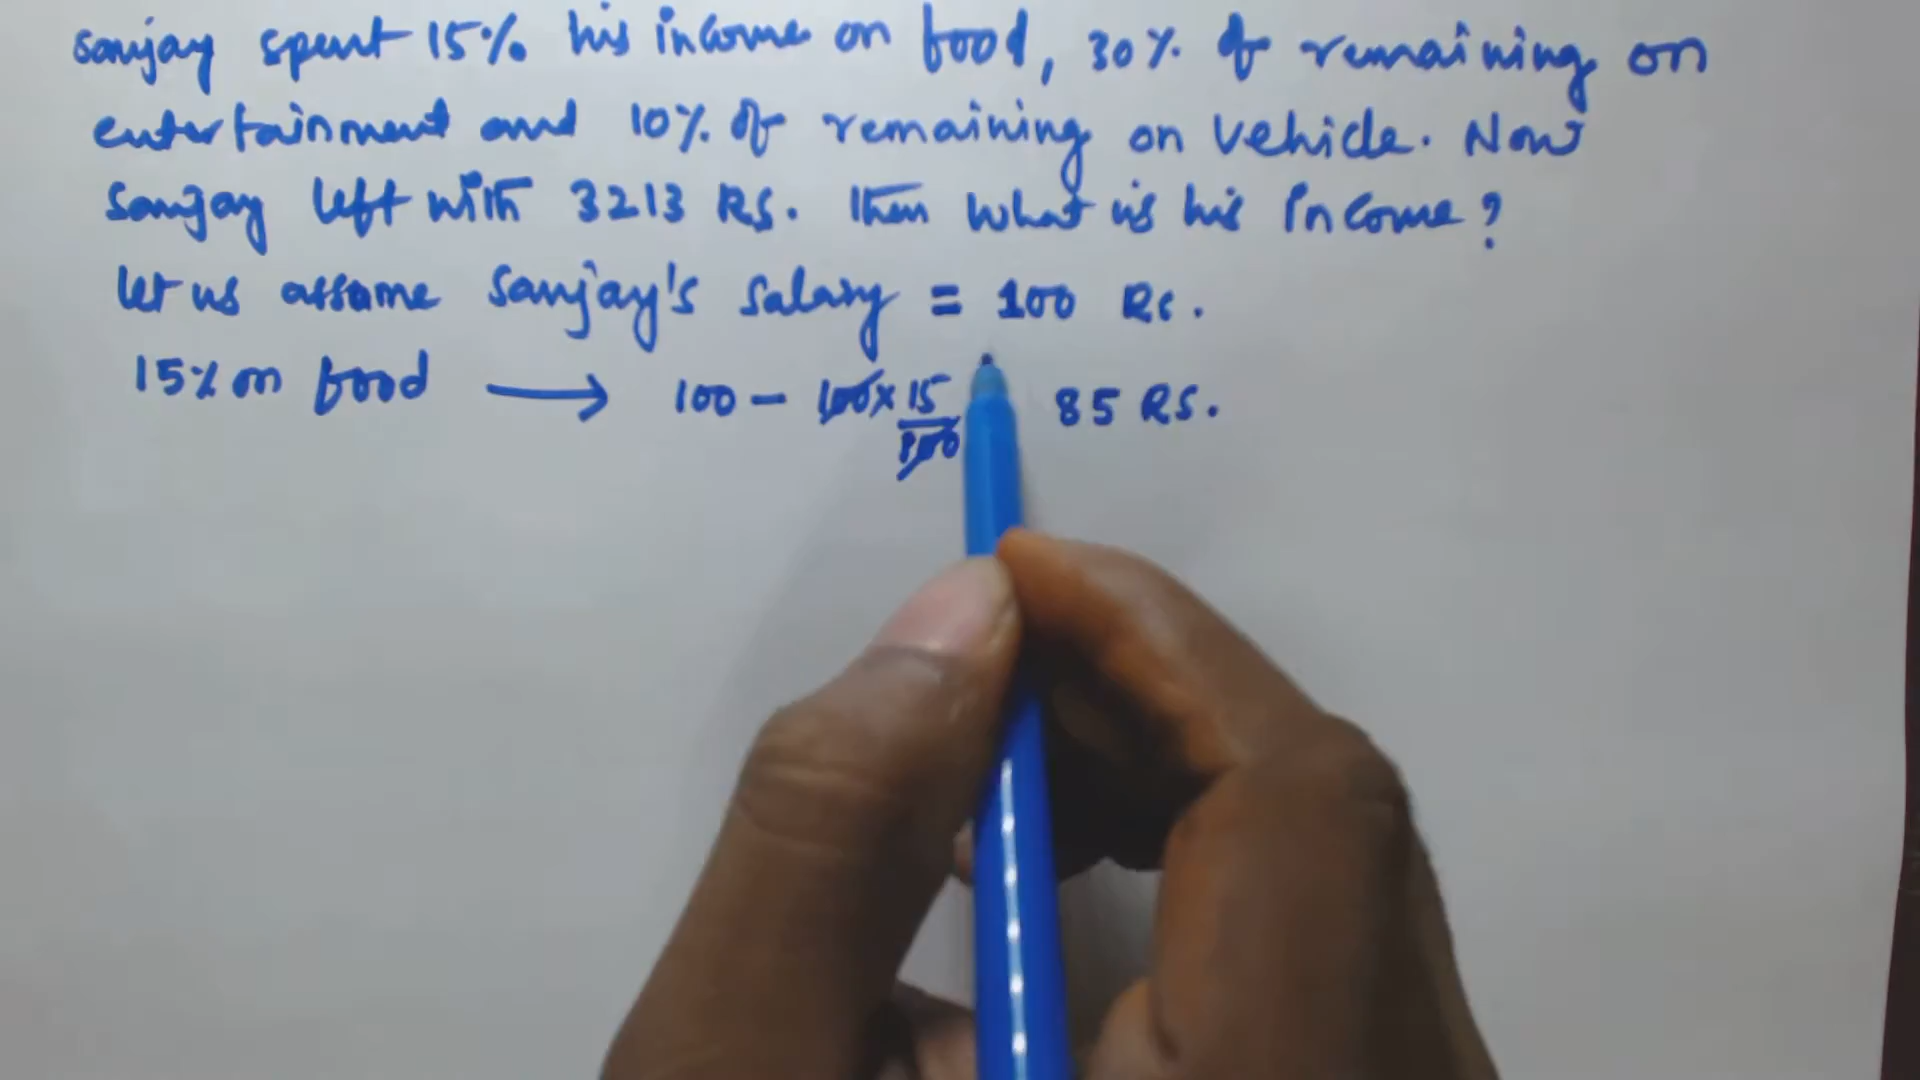 Sanjay spent 15% his income on food, 30% of remaining on
entertainment and 10% of remaining on vehicle. Now
Sanjay left with 3213 RS. Then what is his income?
Let us assume Sanjay's salary = 100 Rs.
15% on food → 100 - 100 x 15/100 85 RS.